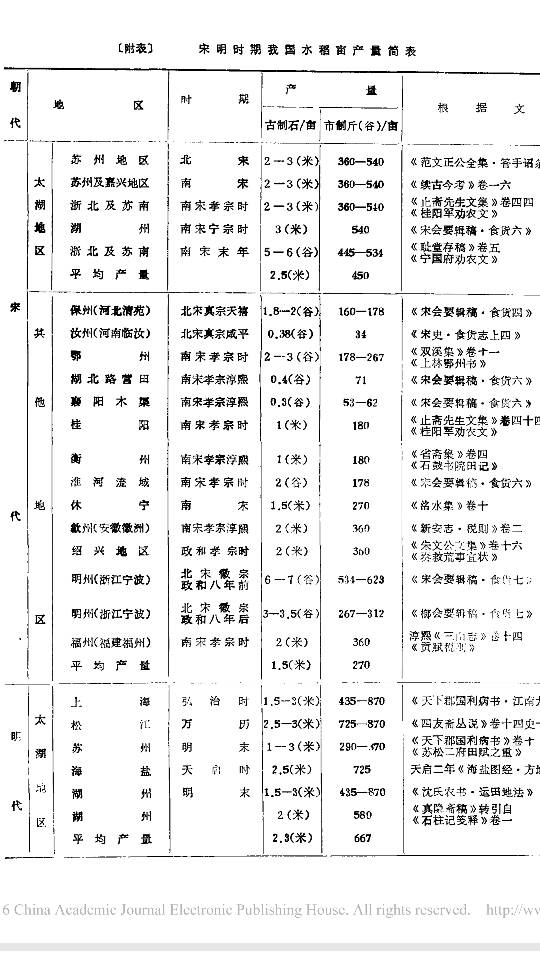 〔附表〕 宋明时期我国水稻亩产量简表
朝代 地区 时期 产量 根据文
古制石/亩 市制斤(谷)/亩
宋代
太湖地区
苏州地区 北宋 2—3(米) 360—540 《范文正公全集·答手诏条
苏州及嘉兴地区 南宋 2—3(米) 360—540 《续古今考》卷一六
浙北及苏南 南宋孝宗时 2—3(米) 360—540 《止斋先生文集》卷四四
《桂阳军劝农文》
湖州 南宋宁宗时 3(米) 540 《宋会要辑稿·食货六》
浙北及苏南 南宋末年 5—6(谷) 445—534 《耻堂存稿》卷五
《宁国府劝农文》
平均产量 2.5(米) 450
其他地区
保州(河北清苑) 北宋真宗天禧 1.8—2(谷) 160—178 《宋会要辑稿·食货四》
汝州(河南临汝) 北宋真宗咸平 0.38(谷) 34 《宋史·食货志上四》
鄂州 南宋孝宗时 2—3(谷) 178—267 《双溪集》卷十一
《上林鄂州书》
湖北路营田 南宋孝宗淳熙 0.4(谷) 71 《宋会要辑稿·食货六》
襄阳木渠 南宋孝宗淳熙 0.3(谷) 53—62 《宋会要辑稿·食货六》
桂阳 南宋孝宗时 1(米) 180 《止斋先生文集》卷四十四
《桂阳军劝农文》
衡州 南宋孝宗淳熙 1(米) 180 《省斋集》卷四
《石鼓书院田记》
淮河流域 南宋孝宗时 2(谷) 178 《宋会要辑稿·食货六》
休宁 南宋 1.5(米) 270 《洺水集》卷十
歙州(安徽徽州) 南宋孝宗淳熙 2(米) 360 《新安志·税则》卷二
绍兴地区 政和孝宗时 2(米) 360 《朱文公文集》卷十六
救荒事宜状》
明州(浙江宁波) 北宋徽宗政和八年前 6—7(谷) 534—623 《宋会要辑稿·食货七》
明州(浙江宁波) 北宋徽宗政和八年后 3—3.5(谷) 267—312 会要辑稿·食货七》
福州(福建福州) 南宋孝宗时 2(米) 360 淳熙《三山志》卷十四
《贡赋
平均产量 1.5(米) 270
明代
太湖地区
上海 弘治时 1.5—3(米) 435—870 《天下郡国利病书·江南
松江 万历 2.5—3(米) 725—870 《四友斋丛说》卷十四史
苏州 明末 1—3(米) 290—870 《天下郡国利病书》卷十
《苏松二府田赋之重》
海盐 天启时 2.5(米) 725 天启二年《海盐图经·方
湖州 明末 1.5—3(米) 435—870 《沈氏农书·运田地法》
湖州 2(米) 580 《真隐斋稿》转引自
《石柱记笺释》卷一
平均产量 2.3(米) 667
6 China Academic Journal Electronic Publishing House. All rights reserved. http://ww